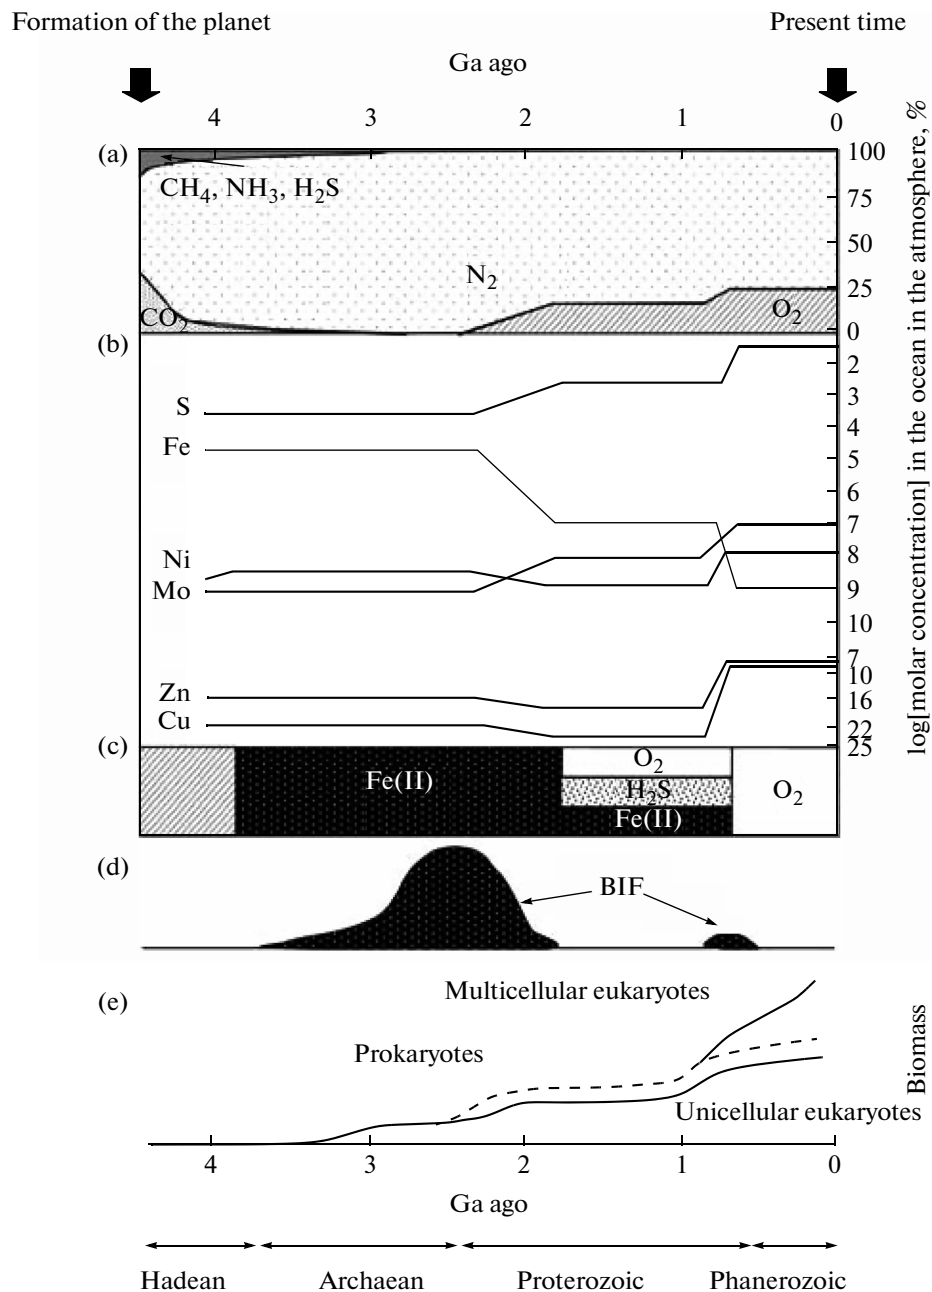 Formation of the planet
Present time
Ga ago
4 3 2 1 0
(a)
100
CH4, NH3, H2S
75
50
N2
25
CO2
O2
0
(b)
2
3
S
4
Fe
5
6
7
Ni
8
Mo
9
10
7
10
Zn
16
Cu
22
25
log[molar concentration] in the ocean in the atmosphere, %
(c)
Fe(II)
O2
H2S
Fe(II)
O2
(d)
BIF
(e)
Multicellular eukaryotes
Prokaryotes
Unicellular eukaryotes
Biomass
4 3 2 1 0
Ga ago
Hadean Archaean Proterozoic Phanerozoic